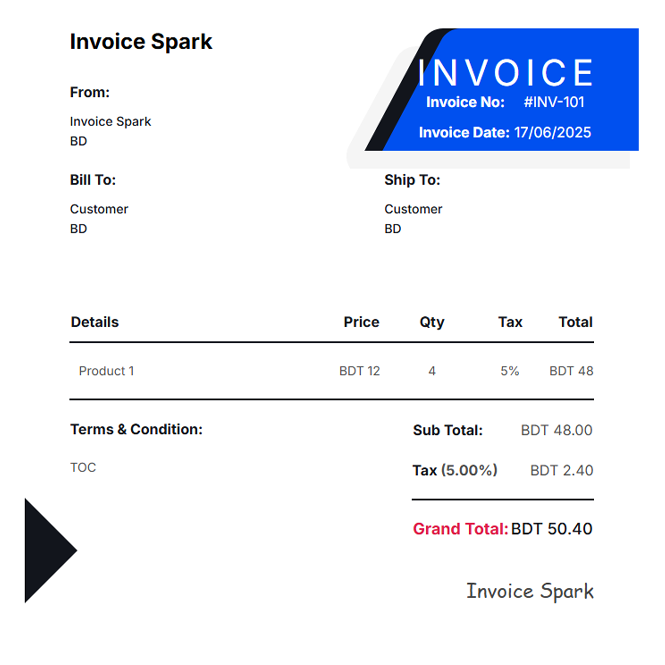 Invoice Spark
INVOICE
Invoice No: #INV-101
Invoice Date: 17/06/2025
From:
Invoice Spark
BD
Bill To:
Customer
BD
Ship To:
Customer
BD
Details Price Qty Tax Total
Product 1 BDT 12 4 5% BDT 48
Terms & Condition:
TOC
Sub Total: BDT 48.00
Tax (5.00%) BDT 2.40
Grand Total: BDT 50.40
Invoice Spark